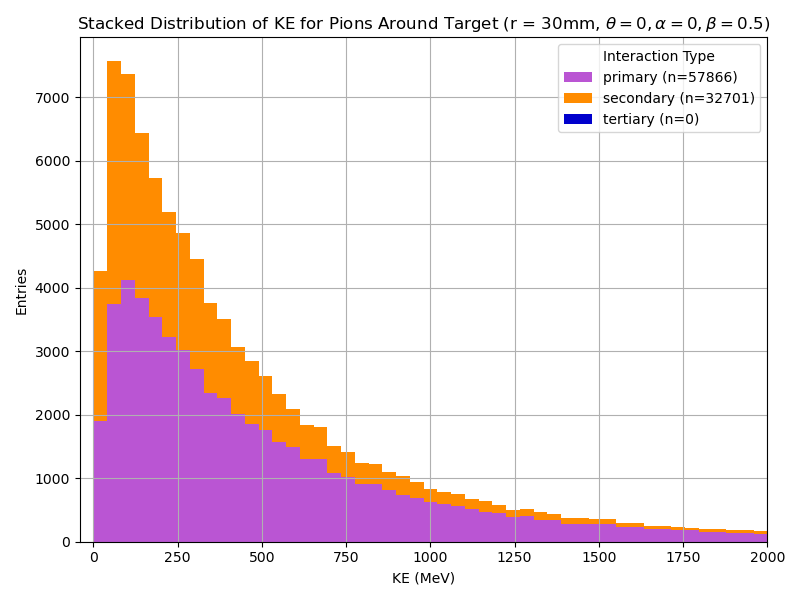 Stacked Distribution of KE for Pions Around Target (r = 30mm, θ = 0, α = 0, β = 0.5)
Interaction Type
primary (n=57866)
secondary (n=32701)
tertiary (n=0)
Entries
7000
6000
5000
4000
3000
2000
1000
0
0 250 500 750 1000 1250 1500 1750 2000
KE (MeV)